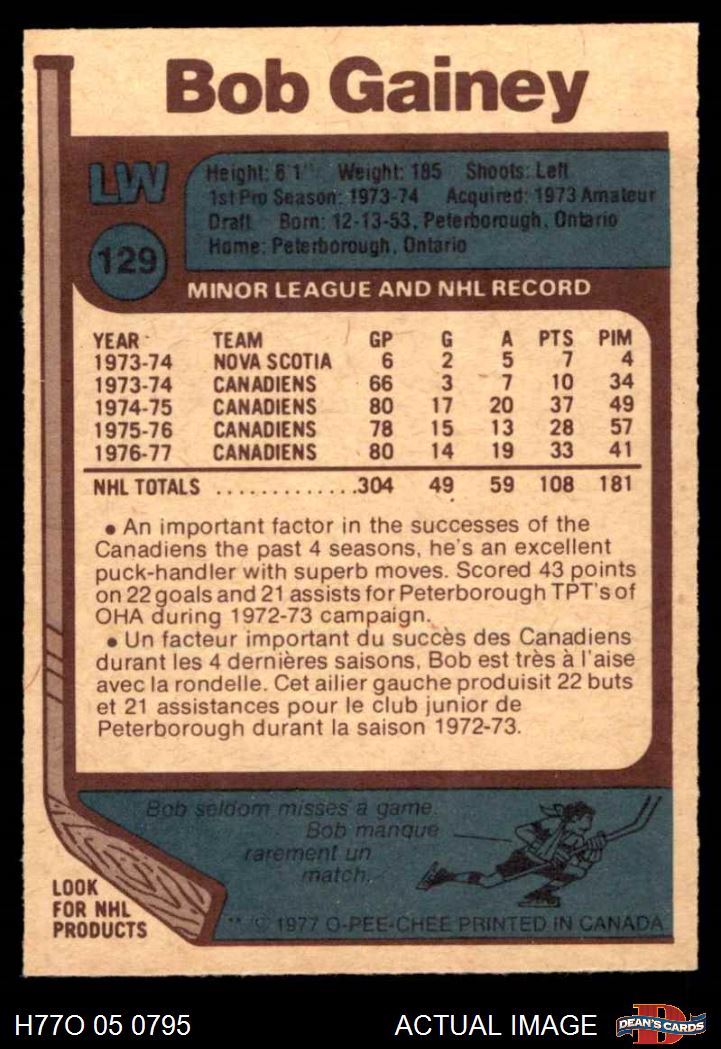 Bob Gainey
LW
Height: 6'1" Weight: 185 Shoots: Left
1st Pro Season: 1973-74 Acquired: 1973 Amateur
Draft Born: 12-13-53, Peterborough, Ontario
Home: Peterborough, Ontario
129
MINOR LEAGUE AND NHL RECORD
YEAR TEAM GP G A PTS PIM
1973-74 NOVA SCOTIA 6 2 5 7 4
1973-74 CANADIENS 66 3 7 10 34
1974-75 CANADIENS 80 17 20 37 49
1975-76 CANADIENS 78 15 13 28 57
1976-77 CANADIENS 80 14 19 33 41
NHL TOTALS .............304 49 59 108 181
• An important factor in the successes of the
Canadiens the past 4 seasons, he's an excellent
puck-handler with superb moves. Scored 43 points
on 22 goals and 21 assists for Peterborough TPT's of
OHA during 1972-73 campaign.
• Un facteur important du succès des Canadiens
durant les 4 dernières saisons, Bob est très à l'aise
avec la rondelle. Cet ailier gauche produisit 22 buts
et 21 assistances pour le club junior de
Peterborough durant la saison 1972-73.
Bob seldom misses a game.
Bob manque
rarement un
match.
LOOK
FOR NHL
PRODUCTS
** © 1977 O-PEE-CHEE PRINTED IN CANADA
H77O 05 0795 ACTUAL IMAGE
D
DEAN'S CARDS